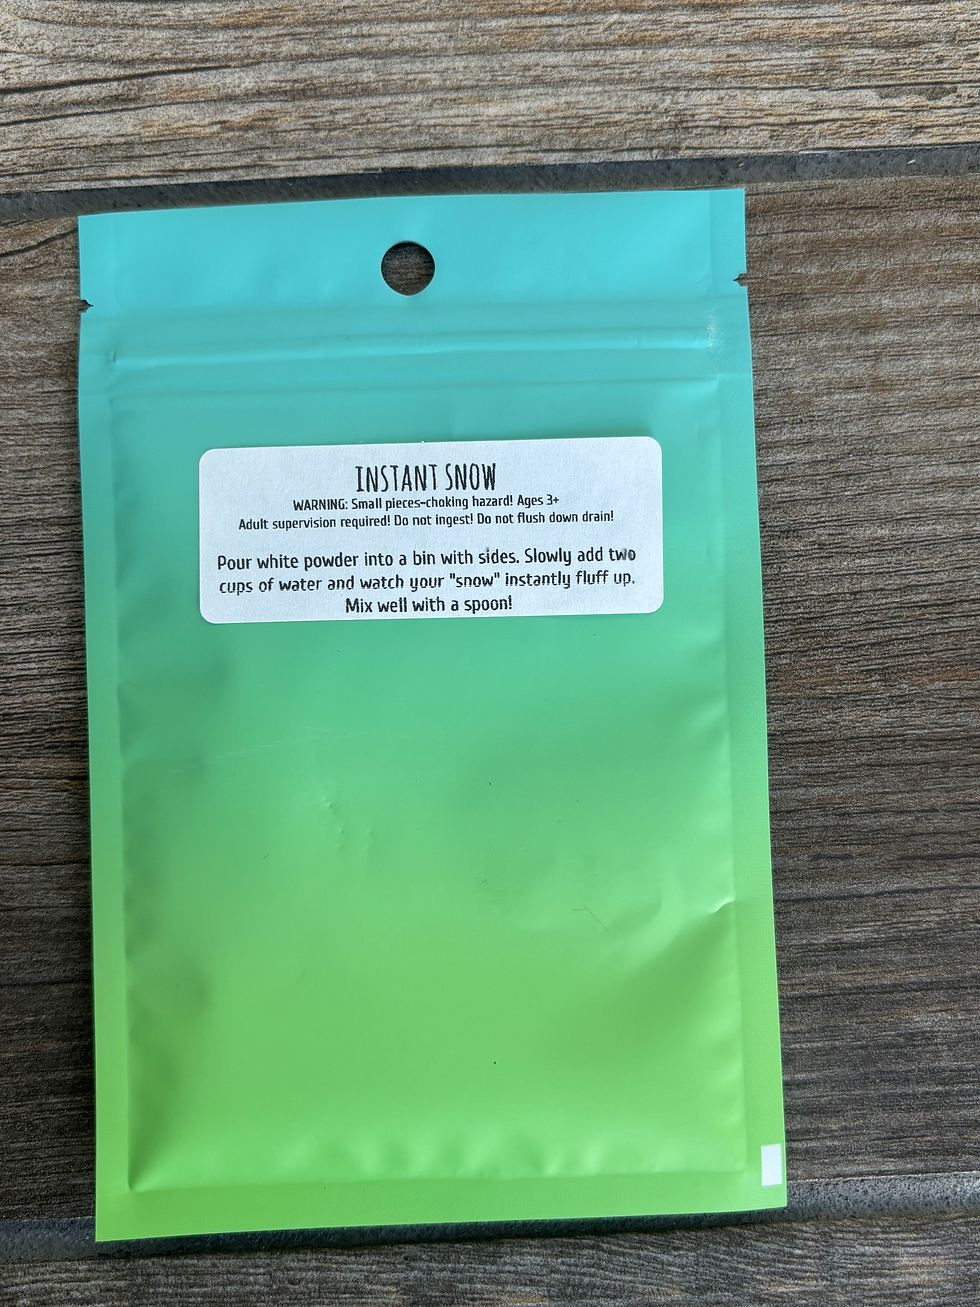 INSTANT SNOW
WARNING: Small pieces-choking hazard! Ages 3+
Adult supervision required! Do not ingest! Do not flush down drain!
Pour white powder into a bin with sides. Slowly add two
cups of water and watch your "snow" instantly fluff up.
Mix well with a spoon!